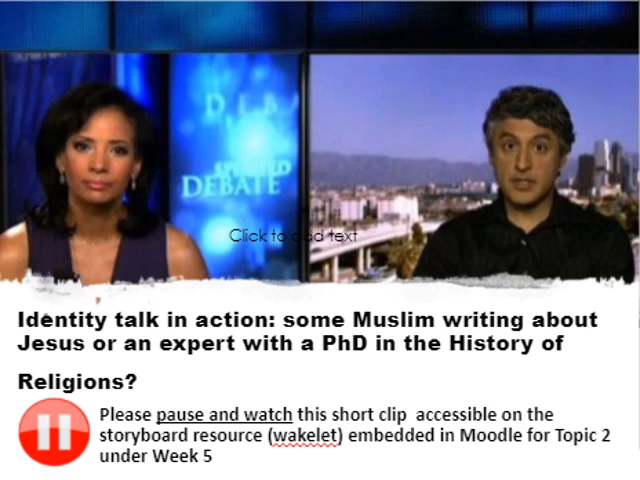 DEBA
SPIRITED
DEBATE
Click to add text
Identity talk in action: some Muslim writing about
Jesus or an expert with a PhD in the History of
Religions?
Please pause and watch this short clip accessible on the
storyboard resource (wakelet) embedded in Moodle for Topic 2
under Week 5